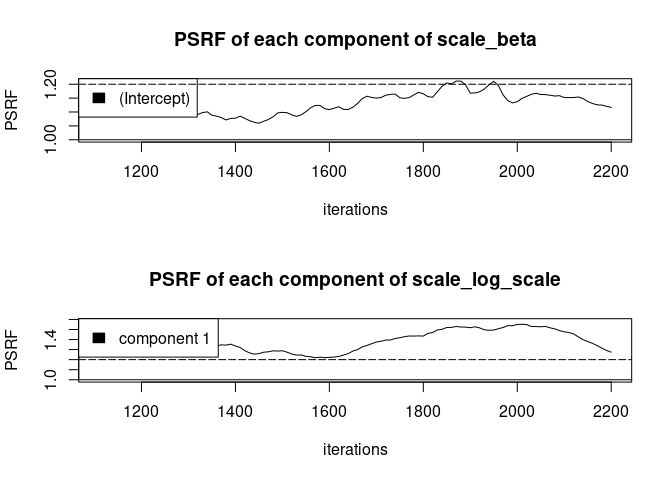 PSRF of each component of scale_beta
PSRF
1.00 1.20
(Intercept)
1200 1400 1600 1800 2000 2200
iterations
PSRF of each component of scale_log_scale
PSRF
1.0 1.4
component 1
1200 1400 1600 1800 2000 2200
iterations